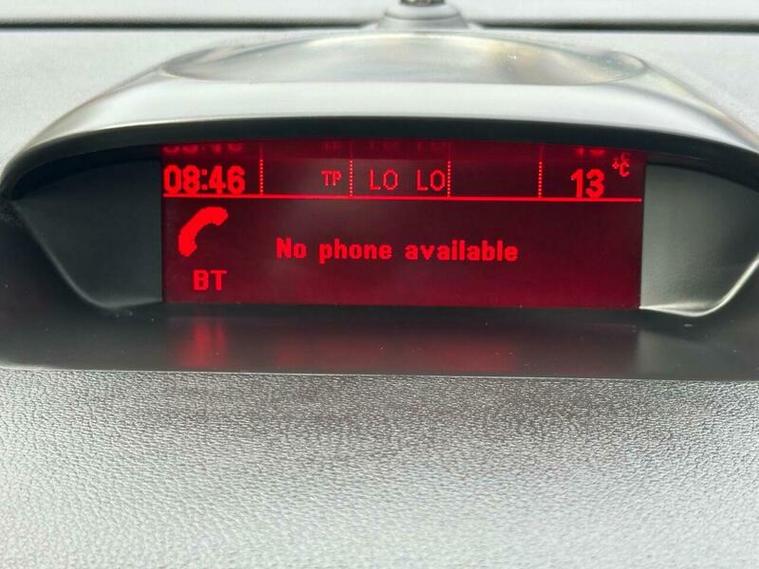 08:46 TP LO LO 13 °C
No phone available
BT